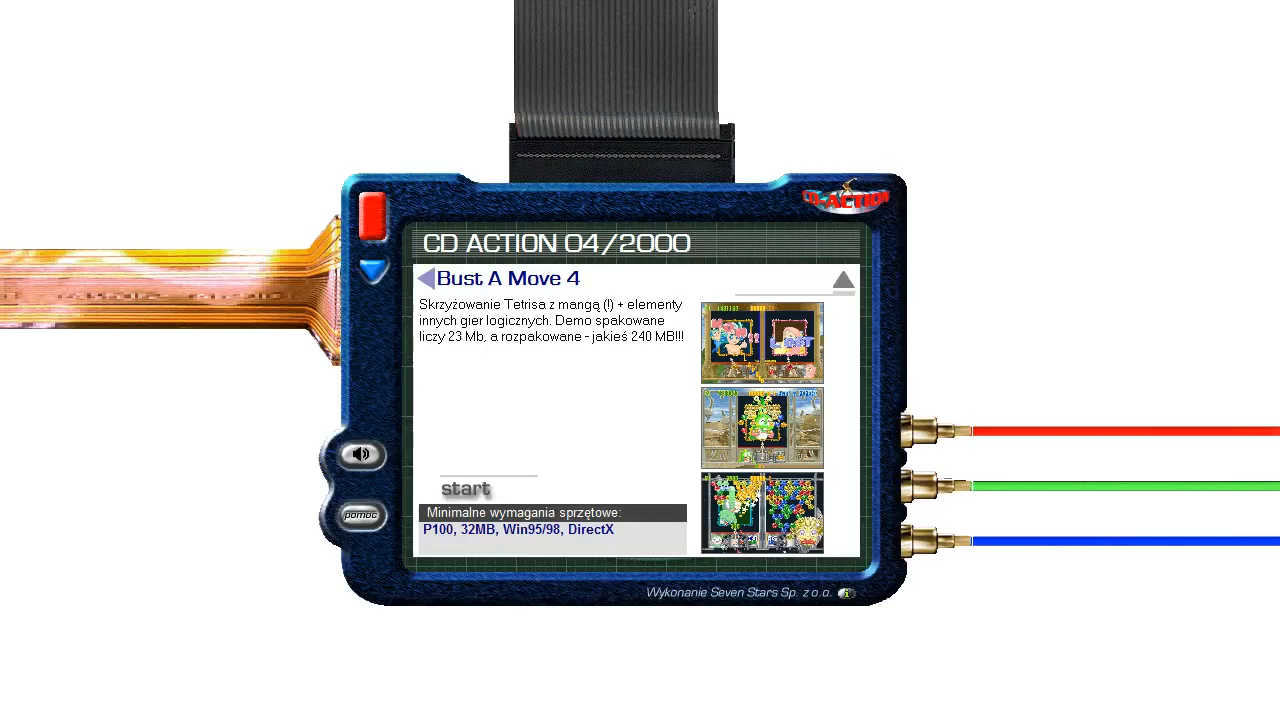 CD-ACTION
CD ACTION 04/2000
Bust A Move 4
Skrzyżowanie Tetrisa z mangą (!) + elementy
innych gier logicznych. Demo spakowane
liczy 23 Mb, a rozpakowane - jakieś 240 MB!!!
start
Minimalne wymagania sprzętowe:
P100, 32MB, Win95/98, DirectX
pomoc
Wykonanie Seven Stars Sp. z o.o. i